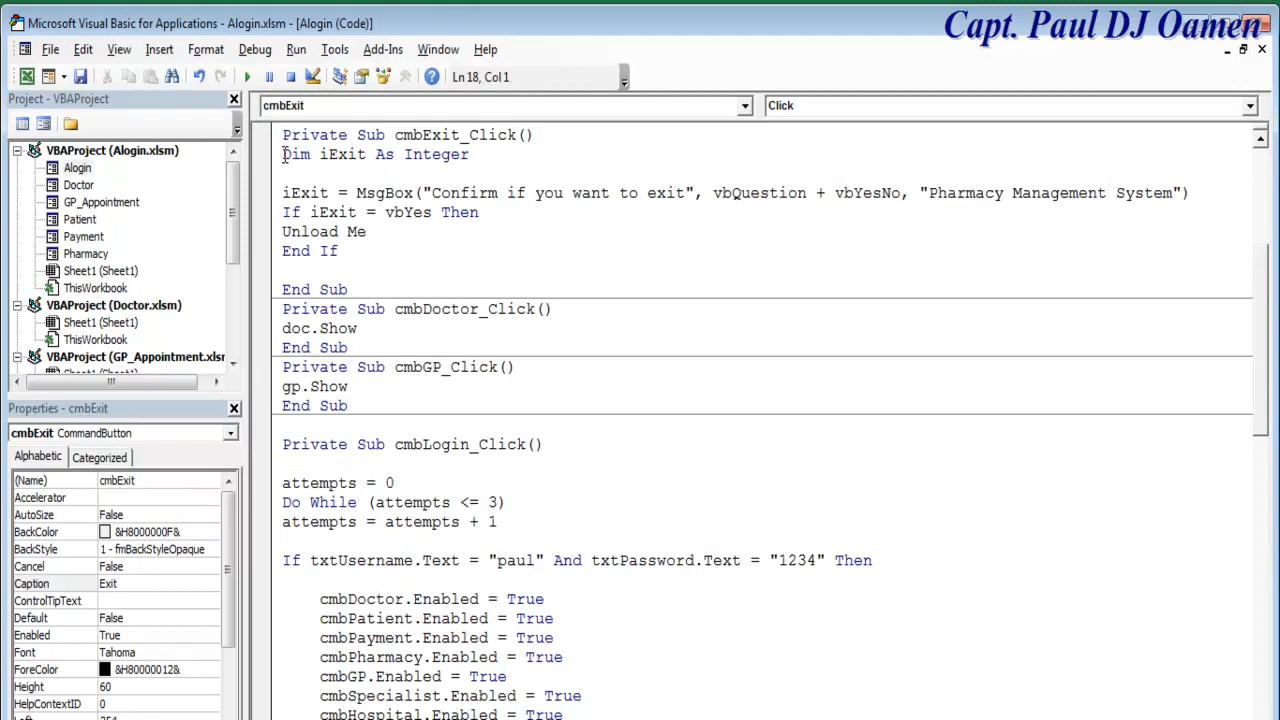 Microsoft Visual Basic for Applications - Alogin.xlsm - [Alogin (Code)]
Capt. Paul DJ Oamen
File Edit View Insert Format Debug Run Tools Add-Ins Window Help
Ln 18, Col 1
Project - VBAProject
VBAProject (Alogin.xlsm)
Alogin
Doctor
GP_Appointment
Patient
Payment
Pharmacy
Sheet1 (Sheet1)
ThisWorkbook
VBAProject (Doctor.xlsm)
Sheet1 (Sheet1)
ThisWorkbook
VBAProject (GP_Appointment.xlsm
Properties - cmbExit
cmbExit CommandButton
Alphabetic Categorized
(Name) cmbExit
Accelerator
AutoSize False
BackColor &H8000000F&
BackStyle 1 - fmBackStyleOpaque
Cancel False
Caption Exit
ControlTipText
Default False
Enabled True
Font Tahoma
ForeColor &H80000012&
Height 60
HelpContextID 0
cmbExit Click
Private Sub cmbExit_Click()
Dim iExit As Integer
iExit = MsgBox("Confirm if you want to exit", vbQuestion + vbYesNo, "Pharmacy Management System")
If iExit = vbYes Then
Unload Me
End If
End Sub
Private Sub cmbDoctor_Click()
doc.Show
End Sub
Private Sub cmbGP_Click()
gp.Show
End Sub
Private Sub cmbLogin_Click()
attempts = 0
Do While (attempts <= 3)
attempts = attempts + 1
If txtUsername.Text = "paul" And txtPassword.Text = "1234" Then
cmbDoctor.Enabled = True
cmbPatient.Enabled = True
cmbPayment.Enabled = True
cmbPharmacy.Enabled = True
cmbGP.Enabled = True
cmbSpecialist.Enabled = True
cmbHospital.Enabled = True